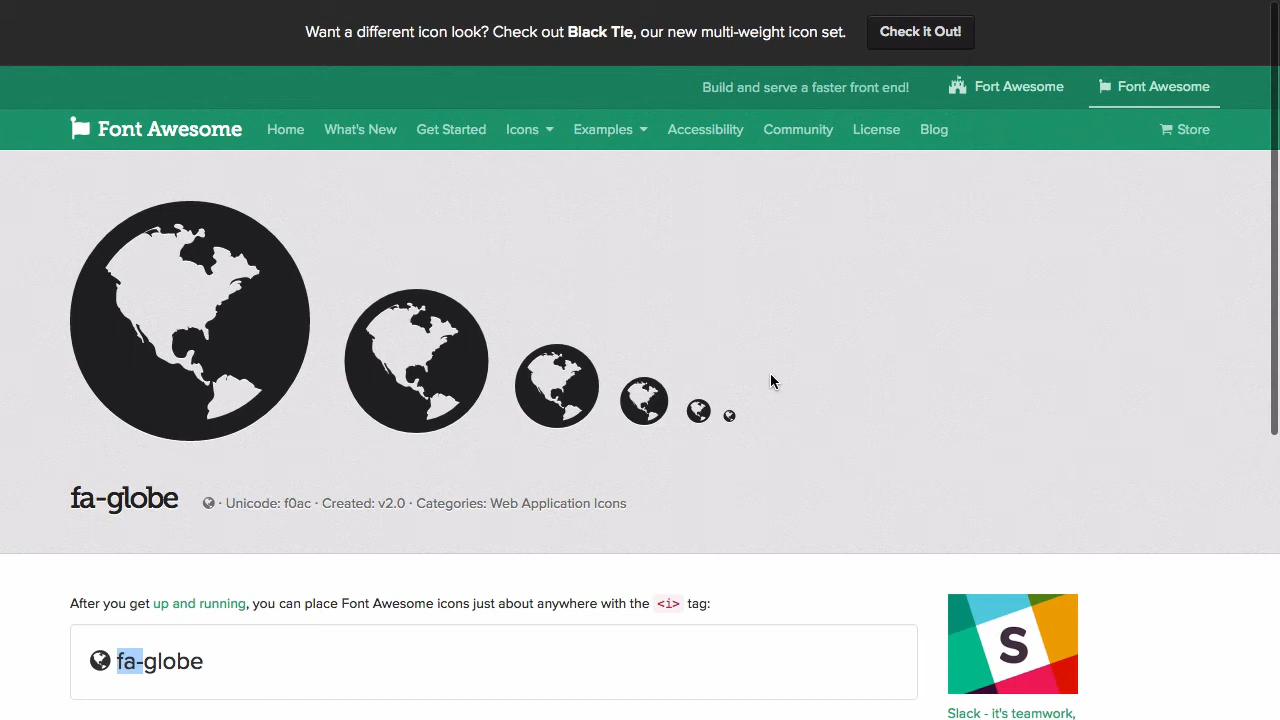 Want a different icon look? Check out Black Tie, our new multi-weight icon set. Check it Out!
Build and serve a faster front end! Fort Awesome Font Awesome
Font Awesome Home What's New Get Started Icons Examples Accessibility Community License Blog Store
fa-globe · Unicode: f0ac · Created: v2.0 · Categories: Web Application Icons
After you get up and running, you can place Font Awesome icons just about anywhere with the <i> tag:
fa-globe
S
Slack - it's teamwork,